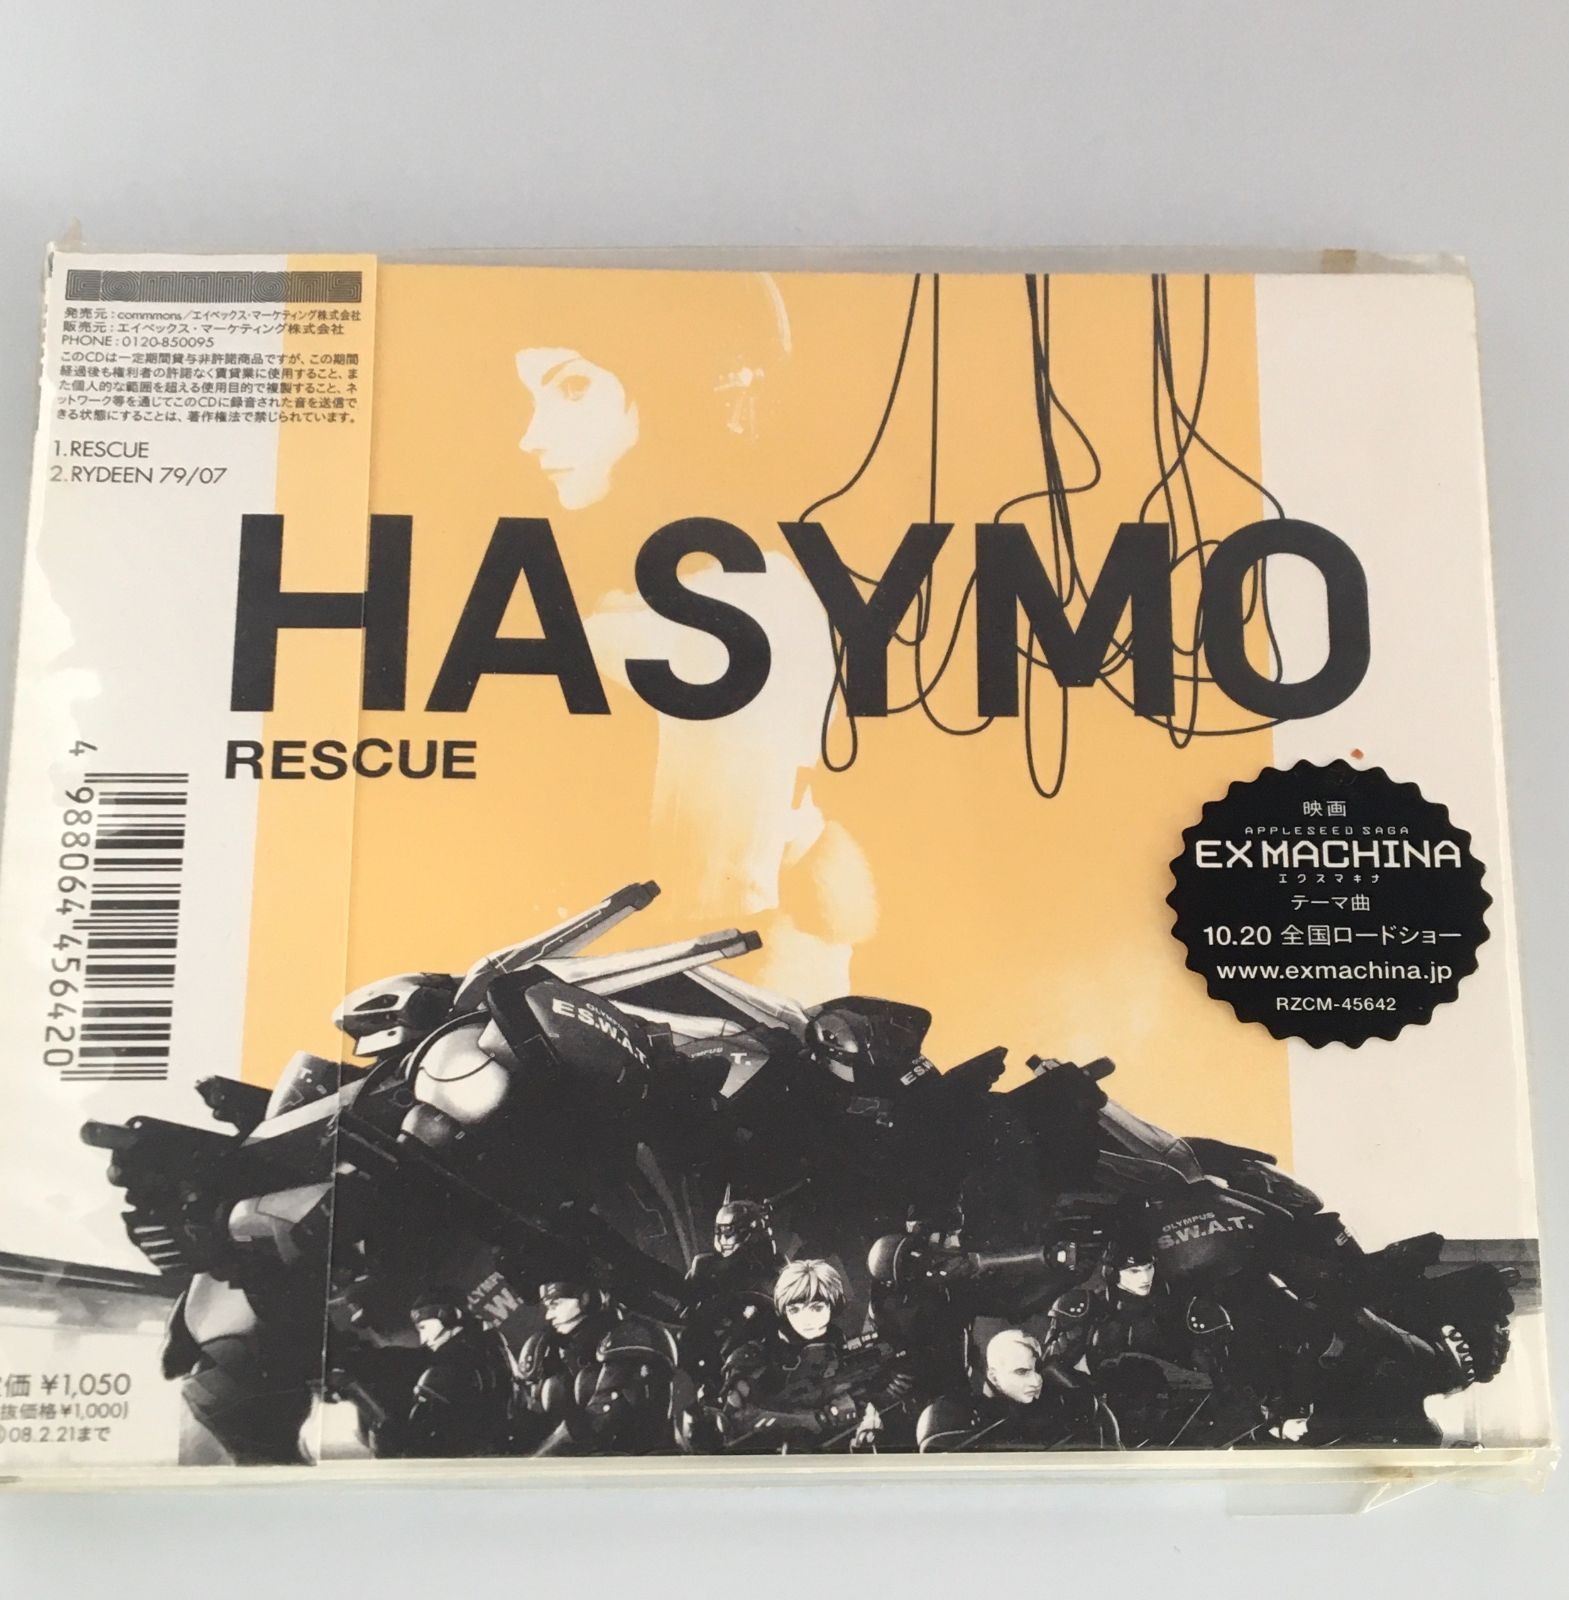 commmons
発売元:commmons/エイベックス・マーケティング株式会社
販売元:エイベックス・マーケティング株式会社
PHONE:0120-850095
このCDは一定期間貸与非許諾商品ですが、この期間
経過後も権利者の許諾なく賃貸業に使用すること、ま
た個人的な範囲を超える使用目的で複製すること、ネ
ットワーク等を通じてこのCDに録音された音を送信で
きる状態にすることは、著作権法で禁じられています。
1.RESCUE
2.RYDEEN 79/07
HASYMO
RESCUE
4 988064 456420
映画
APPLESEED SAGA
EX MACHINA
エクスマキナ
テーマ曲
10.20 全国ロードショー
www.exmachina.jp
RZCM-45642
OLYMPUS
E.S.W.A.T.
T.
OLYMPUS
S.W.A.T.
価 ¥1,050
抜価格¥1,000)
08.2.21まで